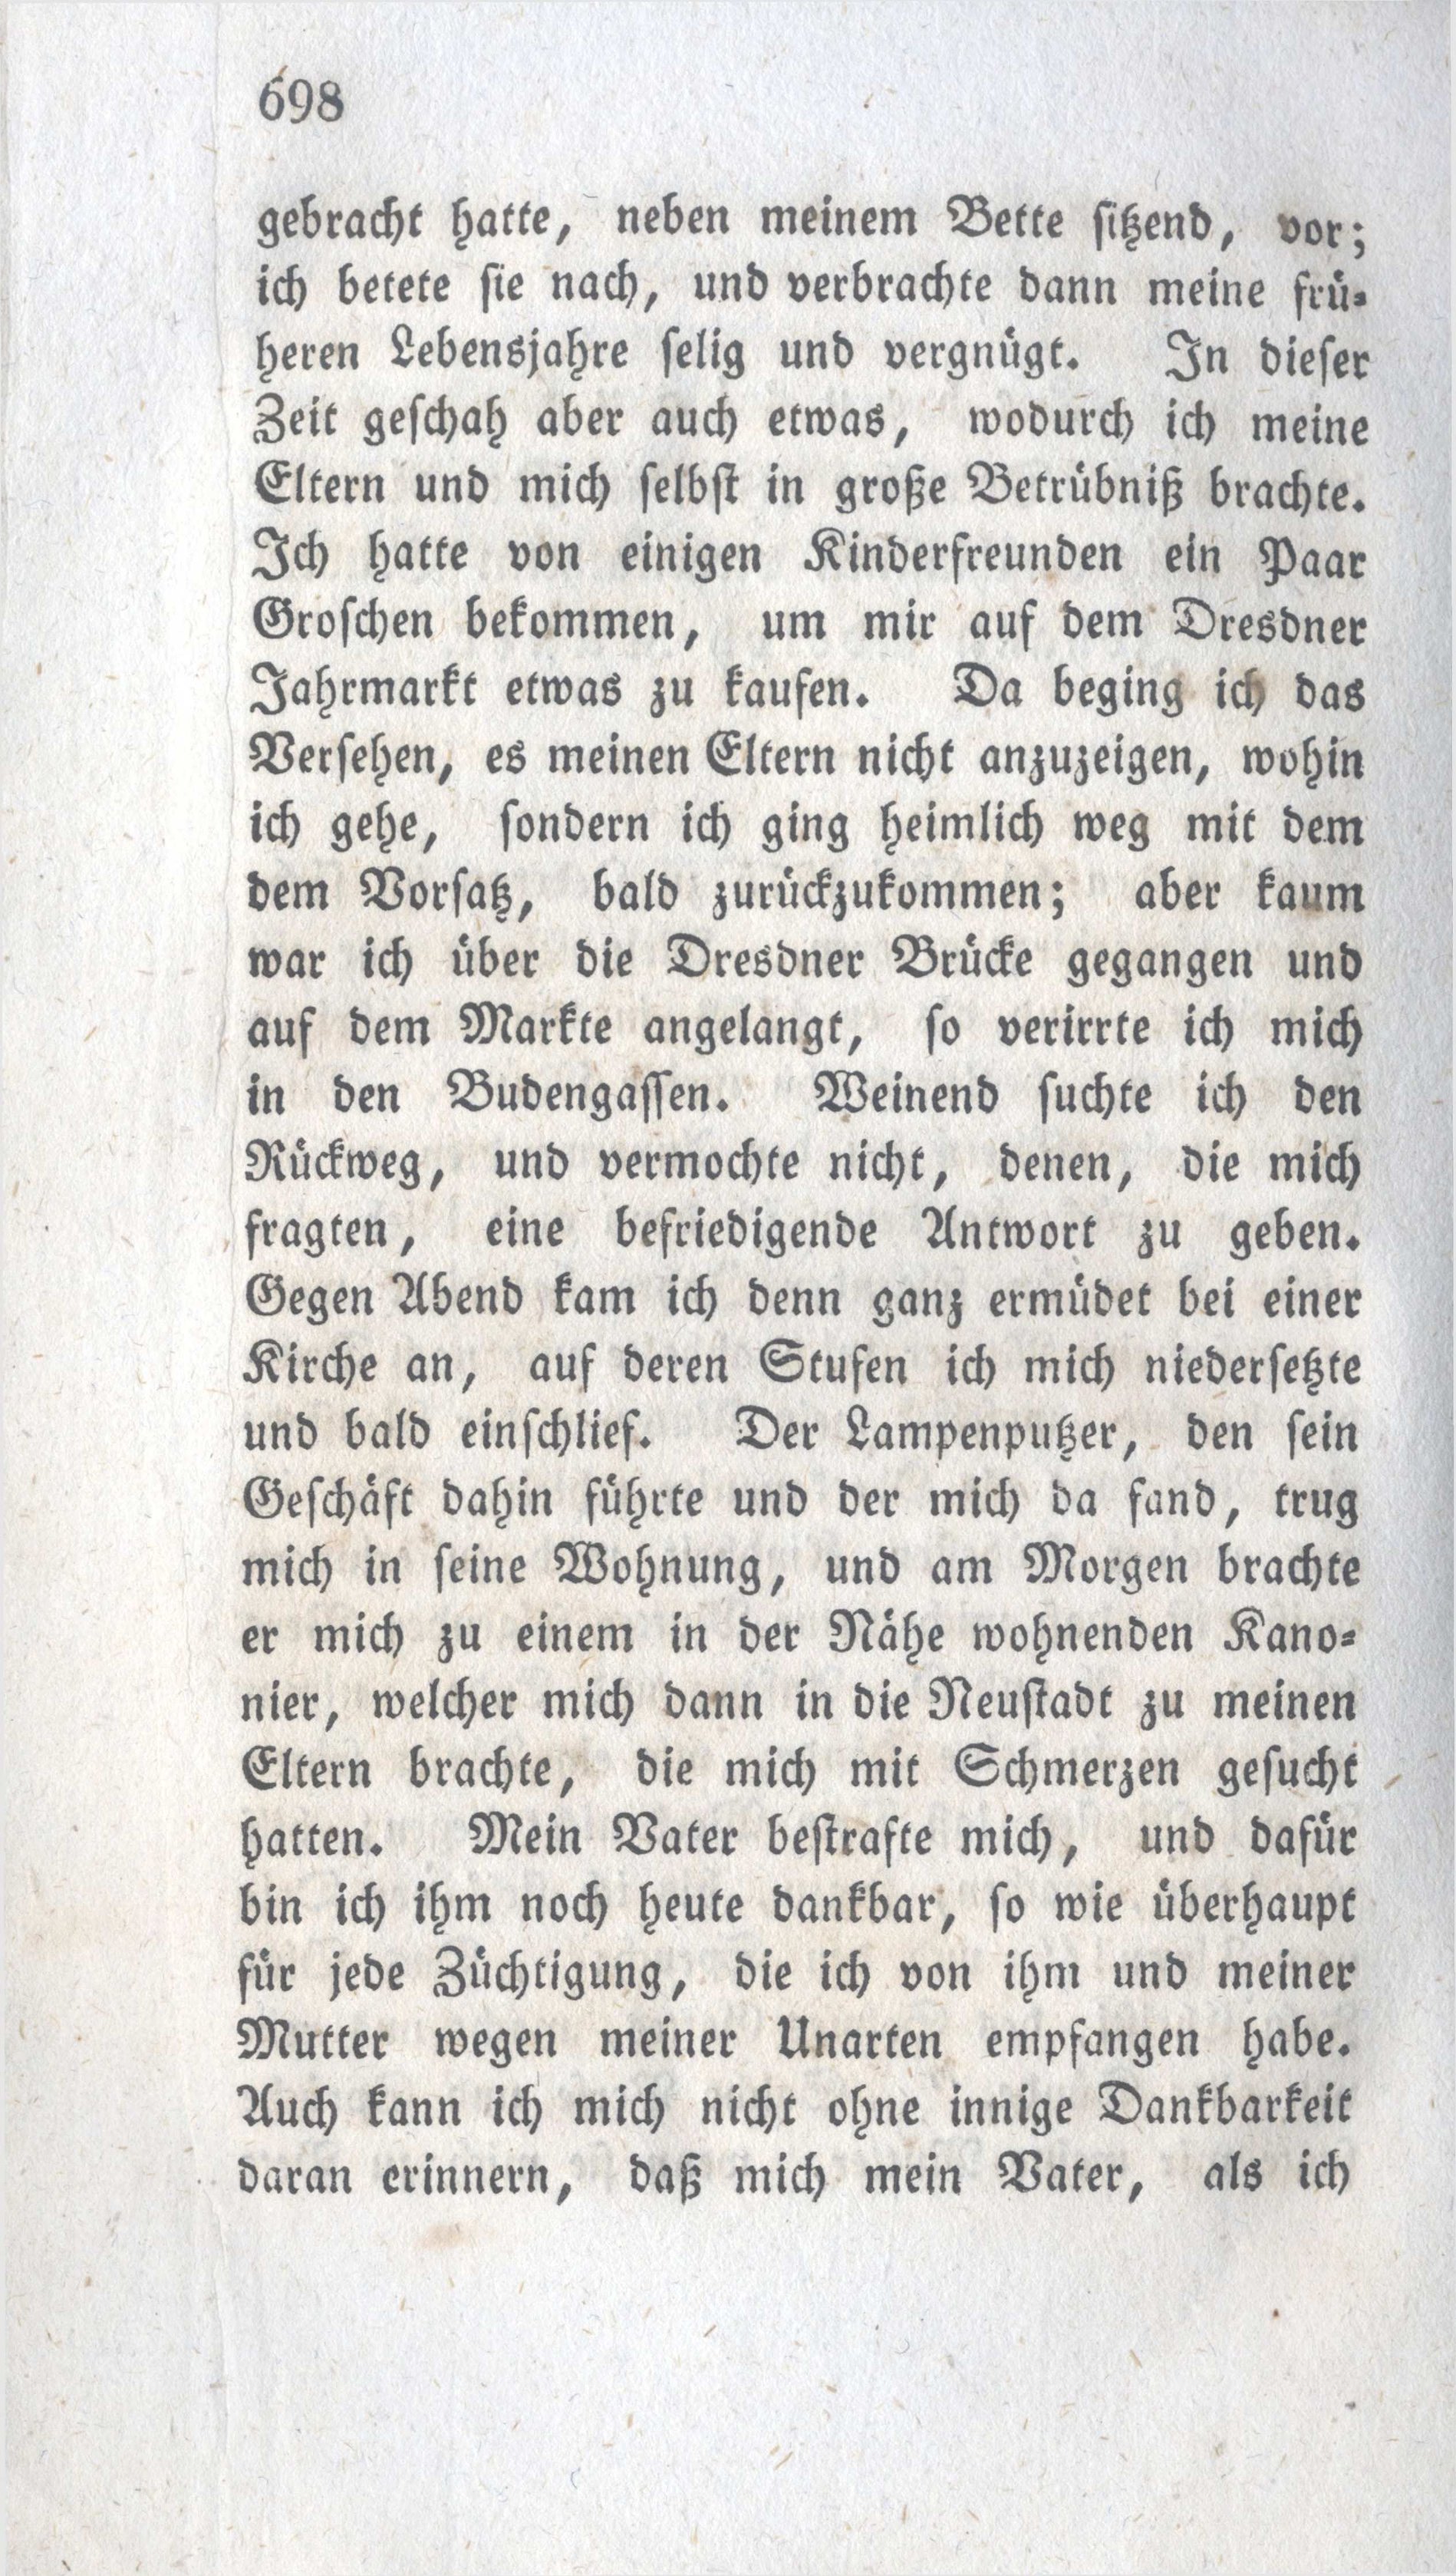 698
gebracht hatte, neben meinem Bette sitzend, vor;
ich betete sie nach, und verbrachte dann meine frü-
heren Lebensjahre selig und vergnügt. In dieser
Zeit geschah aber auch etwas, wodurch ich meine
Eltern und mich selbst in große Betrübniß brachte.
Ich hatte von einigen Kinderfreunden ein Paar
Groschen bekommen, um mir auf dem Dresdner
Jahrmarkt etwas zu kaufen. Da beging ich das
Versehen, es meinen Eltern nicht anzuzeigen, wohin
ich gehe, sondern ich ging heimlich weg mit dem
dem Vorsatz, bald zurückzukommen; aber kaum
war ich über die Dresdner Brücke gegangen und
auf dem Markte angelangt, so verirrte ich mich
in den Budengassen. Weinend suchte ich den
Rückweg, und vermochte nicht, denen, die mich
fragten, eine befriedigende Antwort zu geben.
Gegen Abend kam ich denn ganz ermüdet bei einer
Kirche an, auf deren Stufen ich mich niedersetzte
und bald einschlief. Der Lampenputzer, den sein
Geschäft dahin führte und der mich da fand, trug
mich in seine Wohnung, und am Morgen brachte
er mich zu einem in der Nähe wohnenden Kano-
nier, welcher mich dann in die Neustadt zu meinen
Eltern brachte, die mich mit Schmerzen gesucht
hatten. Mein Vater bestrafte mich, und dafür
bin ich ihm noch heute dankbar, so wie überhaupt
für jede Züchtigung, die ich von ihm und meiner
Mutter wegen meiner Unarten empfangen habe.
Auch kann ich mich nicht ohne innige Dankbarkeit
daran erinnern, daß mich mein Vater, als ich